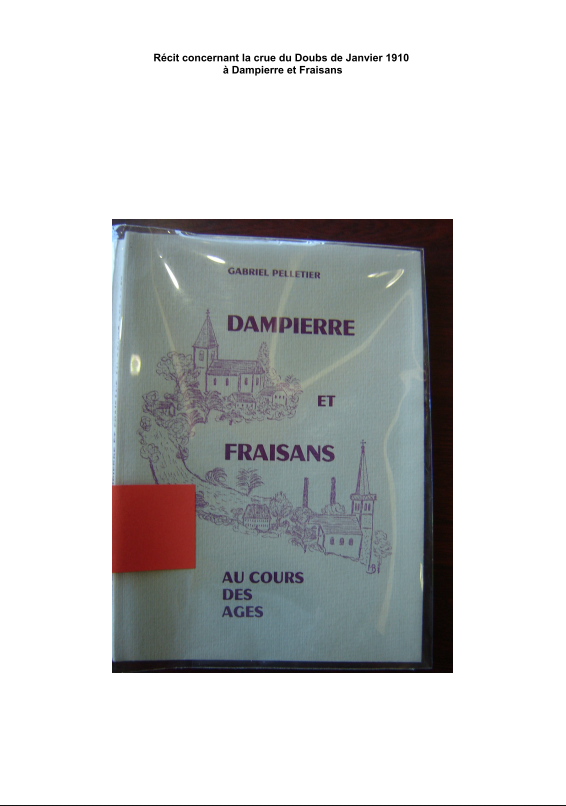 Récit concernant la crue du Doubs de Janvier 1910
à Dampierre et Fraisans
GABRIEL PELLETIER
DAMPIERRE
ET
FRAISANS
AU COURS
DES
AGES